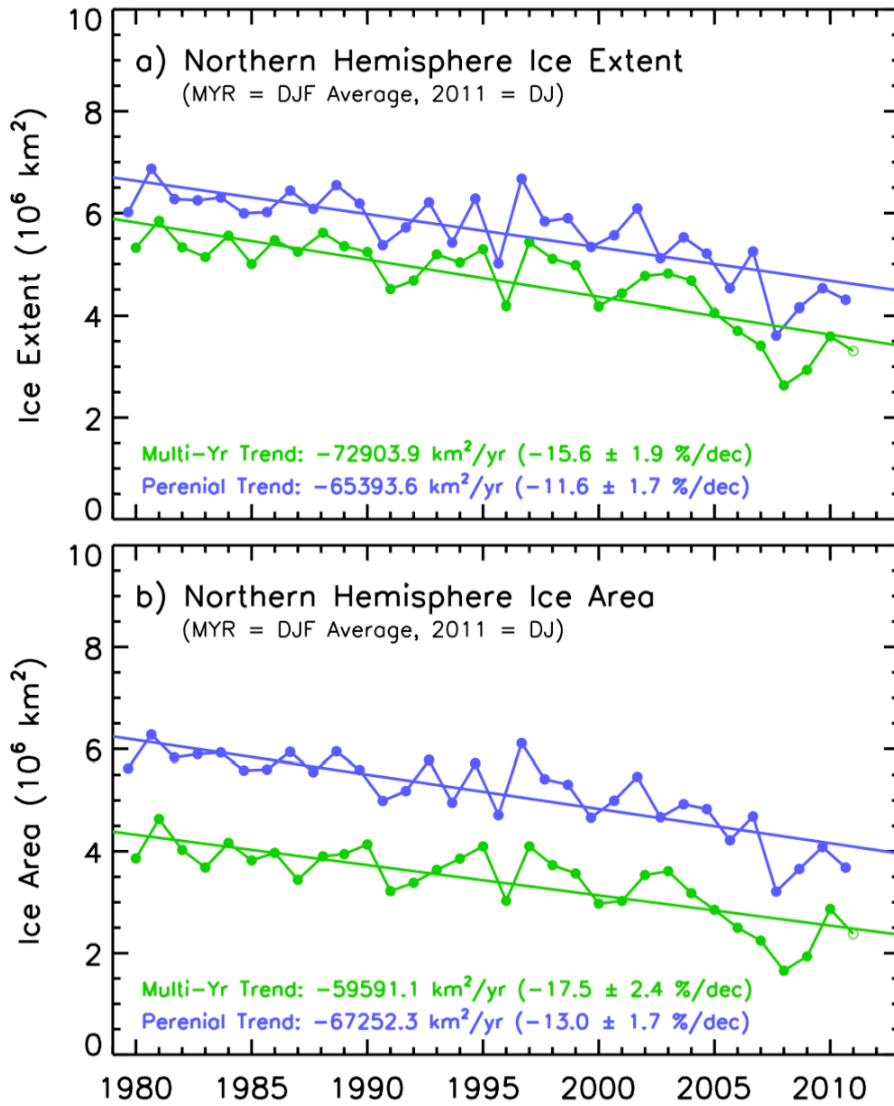 10
8
6
4
2
0
Ice Extent (10⁶ km²)
a) Northern Hemisphere Ice Extent
(MYR = DJF Average, 2011 = DJ)
Multi-Yr Trend: -72903.9 km²/yr (-15.6 ± 1.9 %/dec)
Perenial Trend: -65393.6 km²/yr (-11.6 ± 1.7 %/dec)
10
8
6
4
2
0
Ice Area (10⁶ km²)
b) Northern Hemisphere Ice Area
(MYR = DJF Average, 2011 = DJ)
Multi-Yr Trend: -59591.1 km²/yr (-17.5 ± 2.4 %/dec)
Perenial Trend: -67252.3 km²/yr (-13.0 ± 1.7 %/dec)
1980 1985 1990 1995 2000 2005 2010